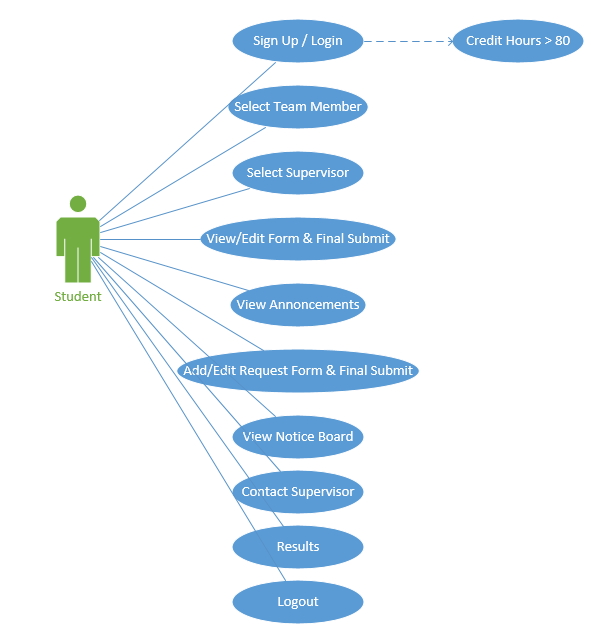 Sign Up / Login
Credit Hours > 80
Select Team Member
Select Supervisor
View/Edit Form & Final Submit
Student
View Annoncements
Add/Edit Request Form & Final Submit
View Notice Board
Contact Supervisor
Results
Logout